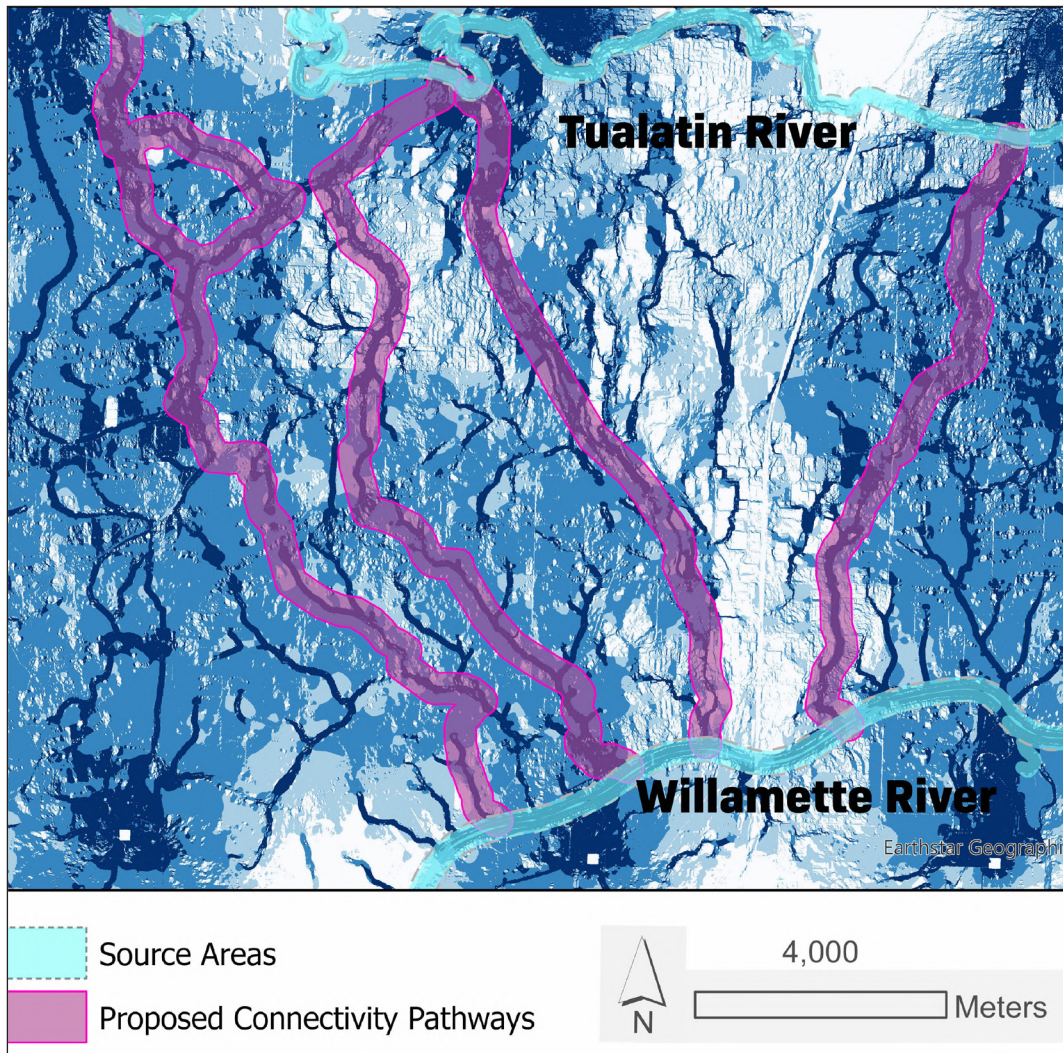 Tualatin River
Willamette River
Earthstar Geographi
Source Areas
Proposed Connectivity Pathways
4,000
Meters
N